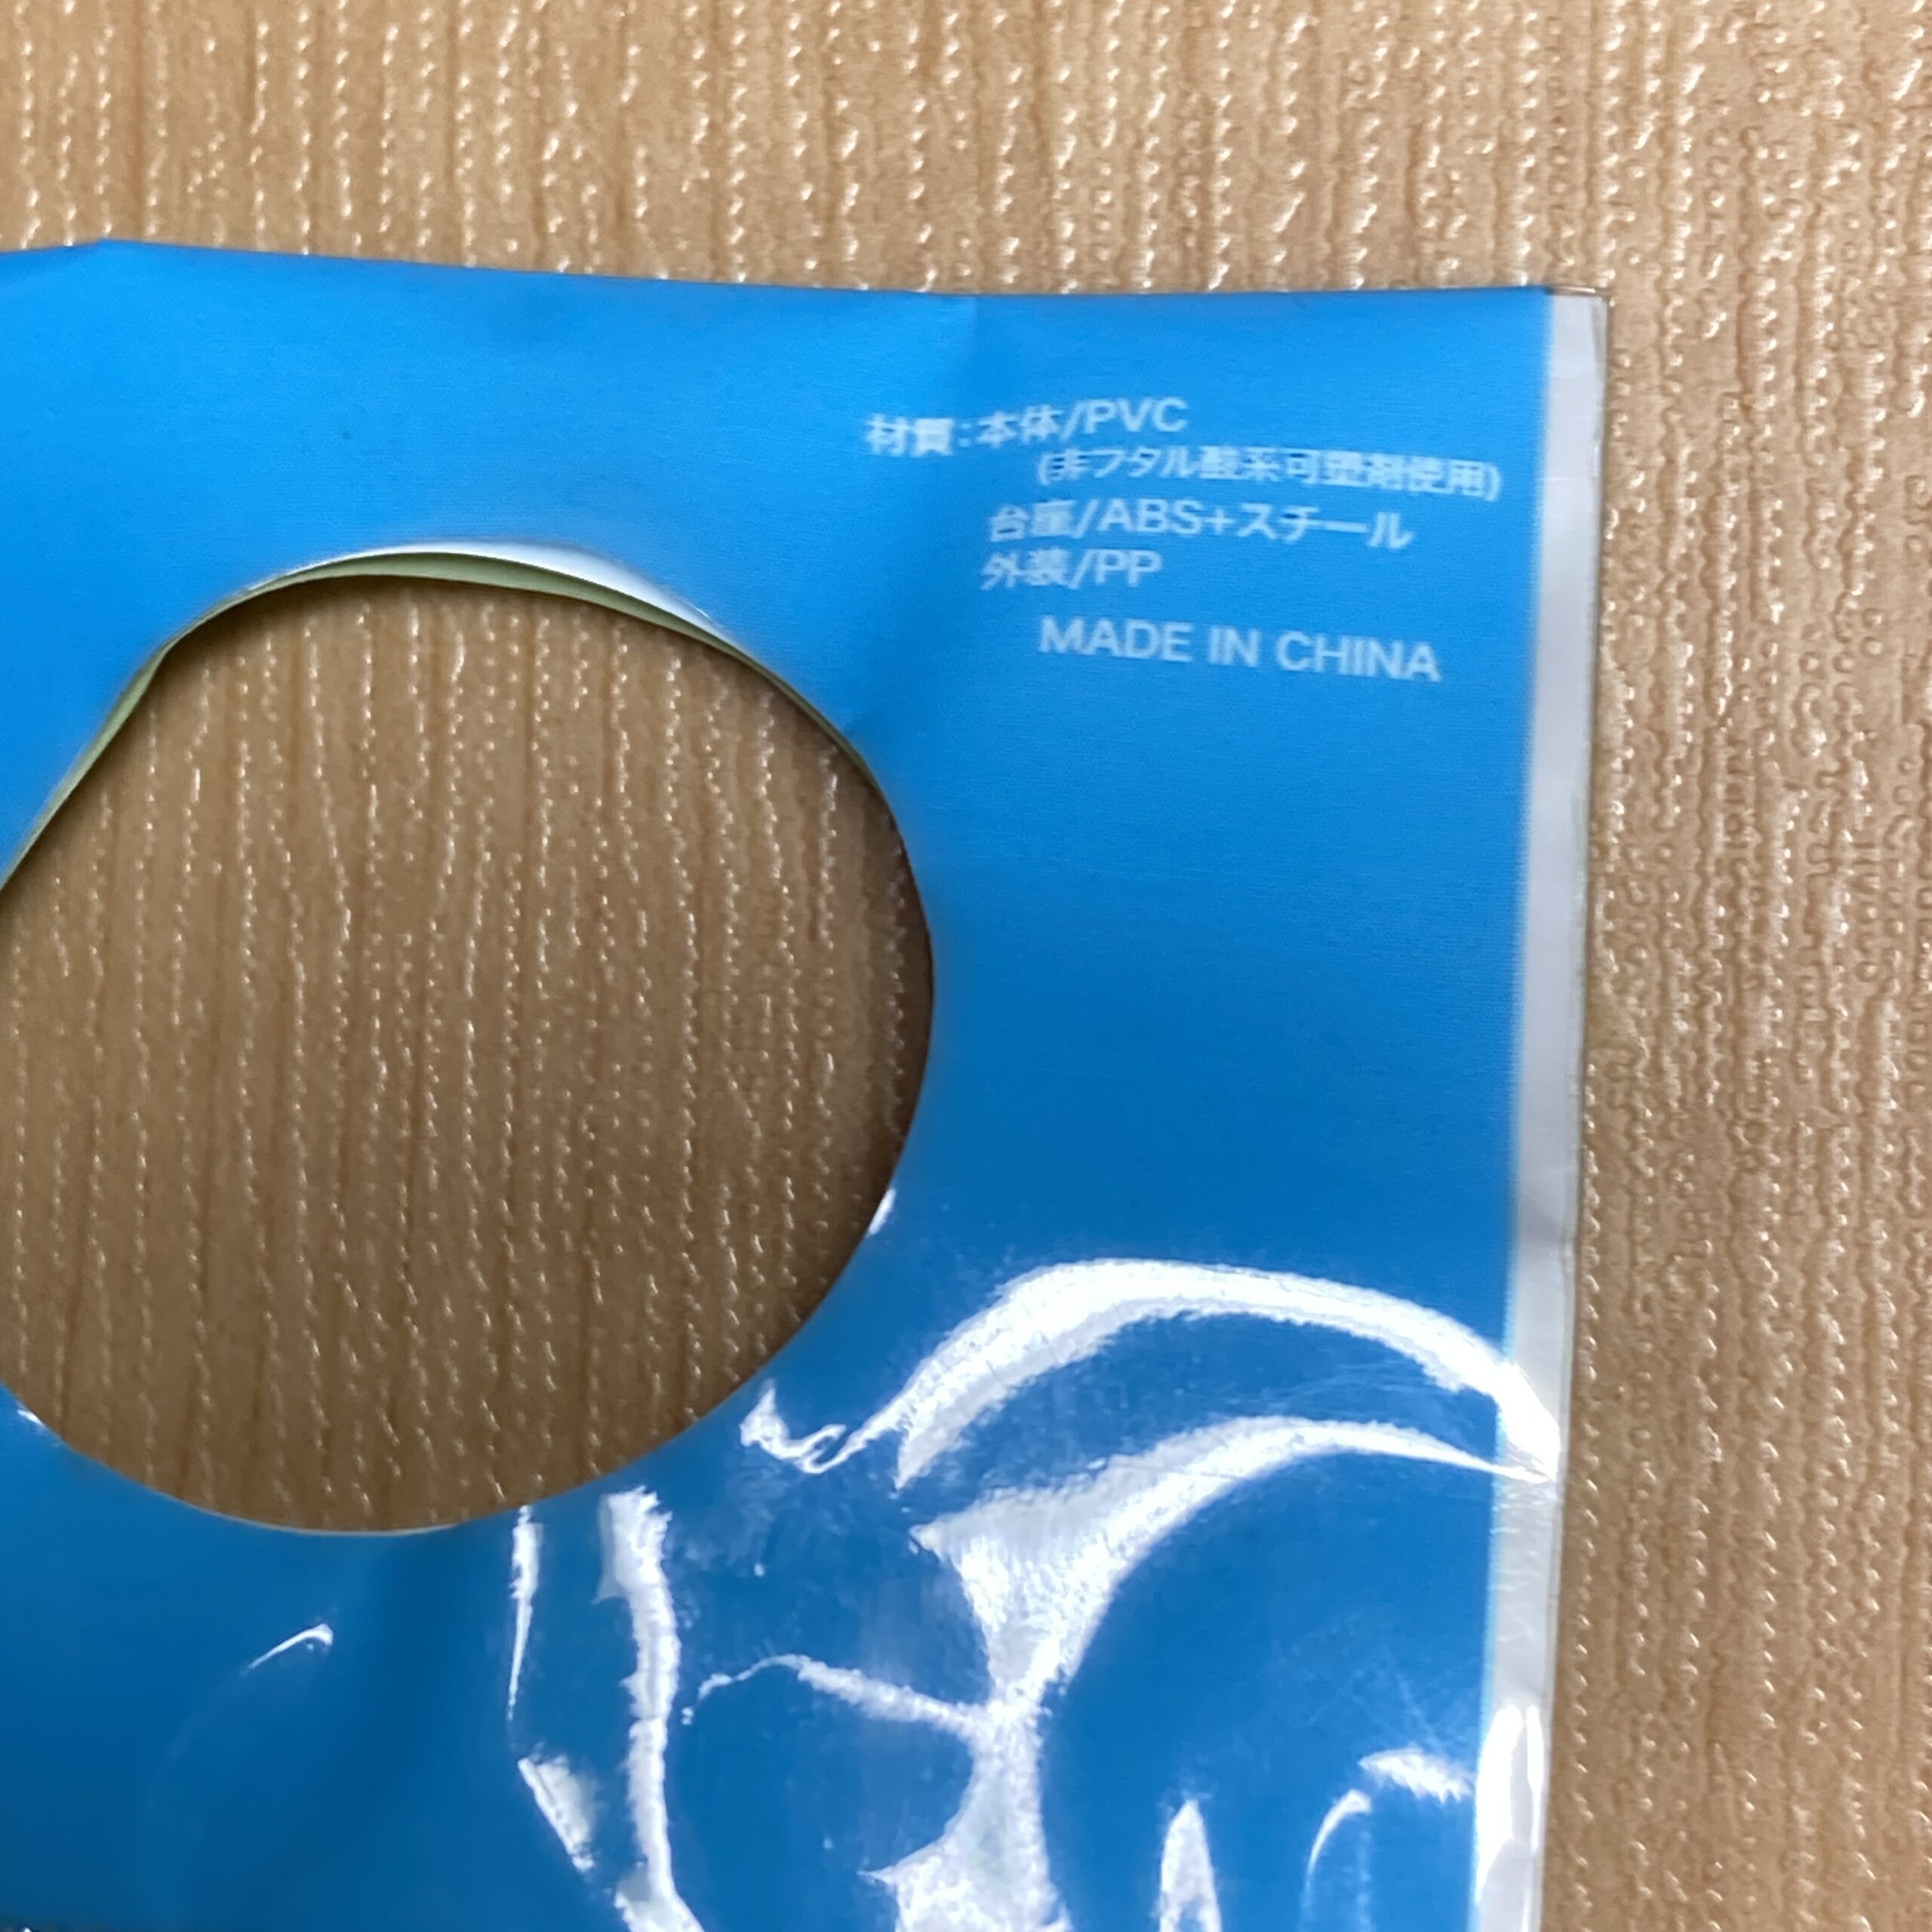 材質:本体/PVC
(非フタル酸系可塑剤使用)
台座/ABS+スチール
外装/PP
MADE IN CHINA